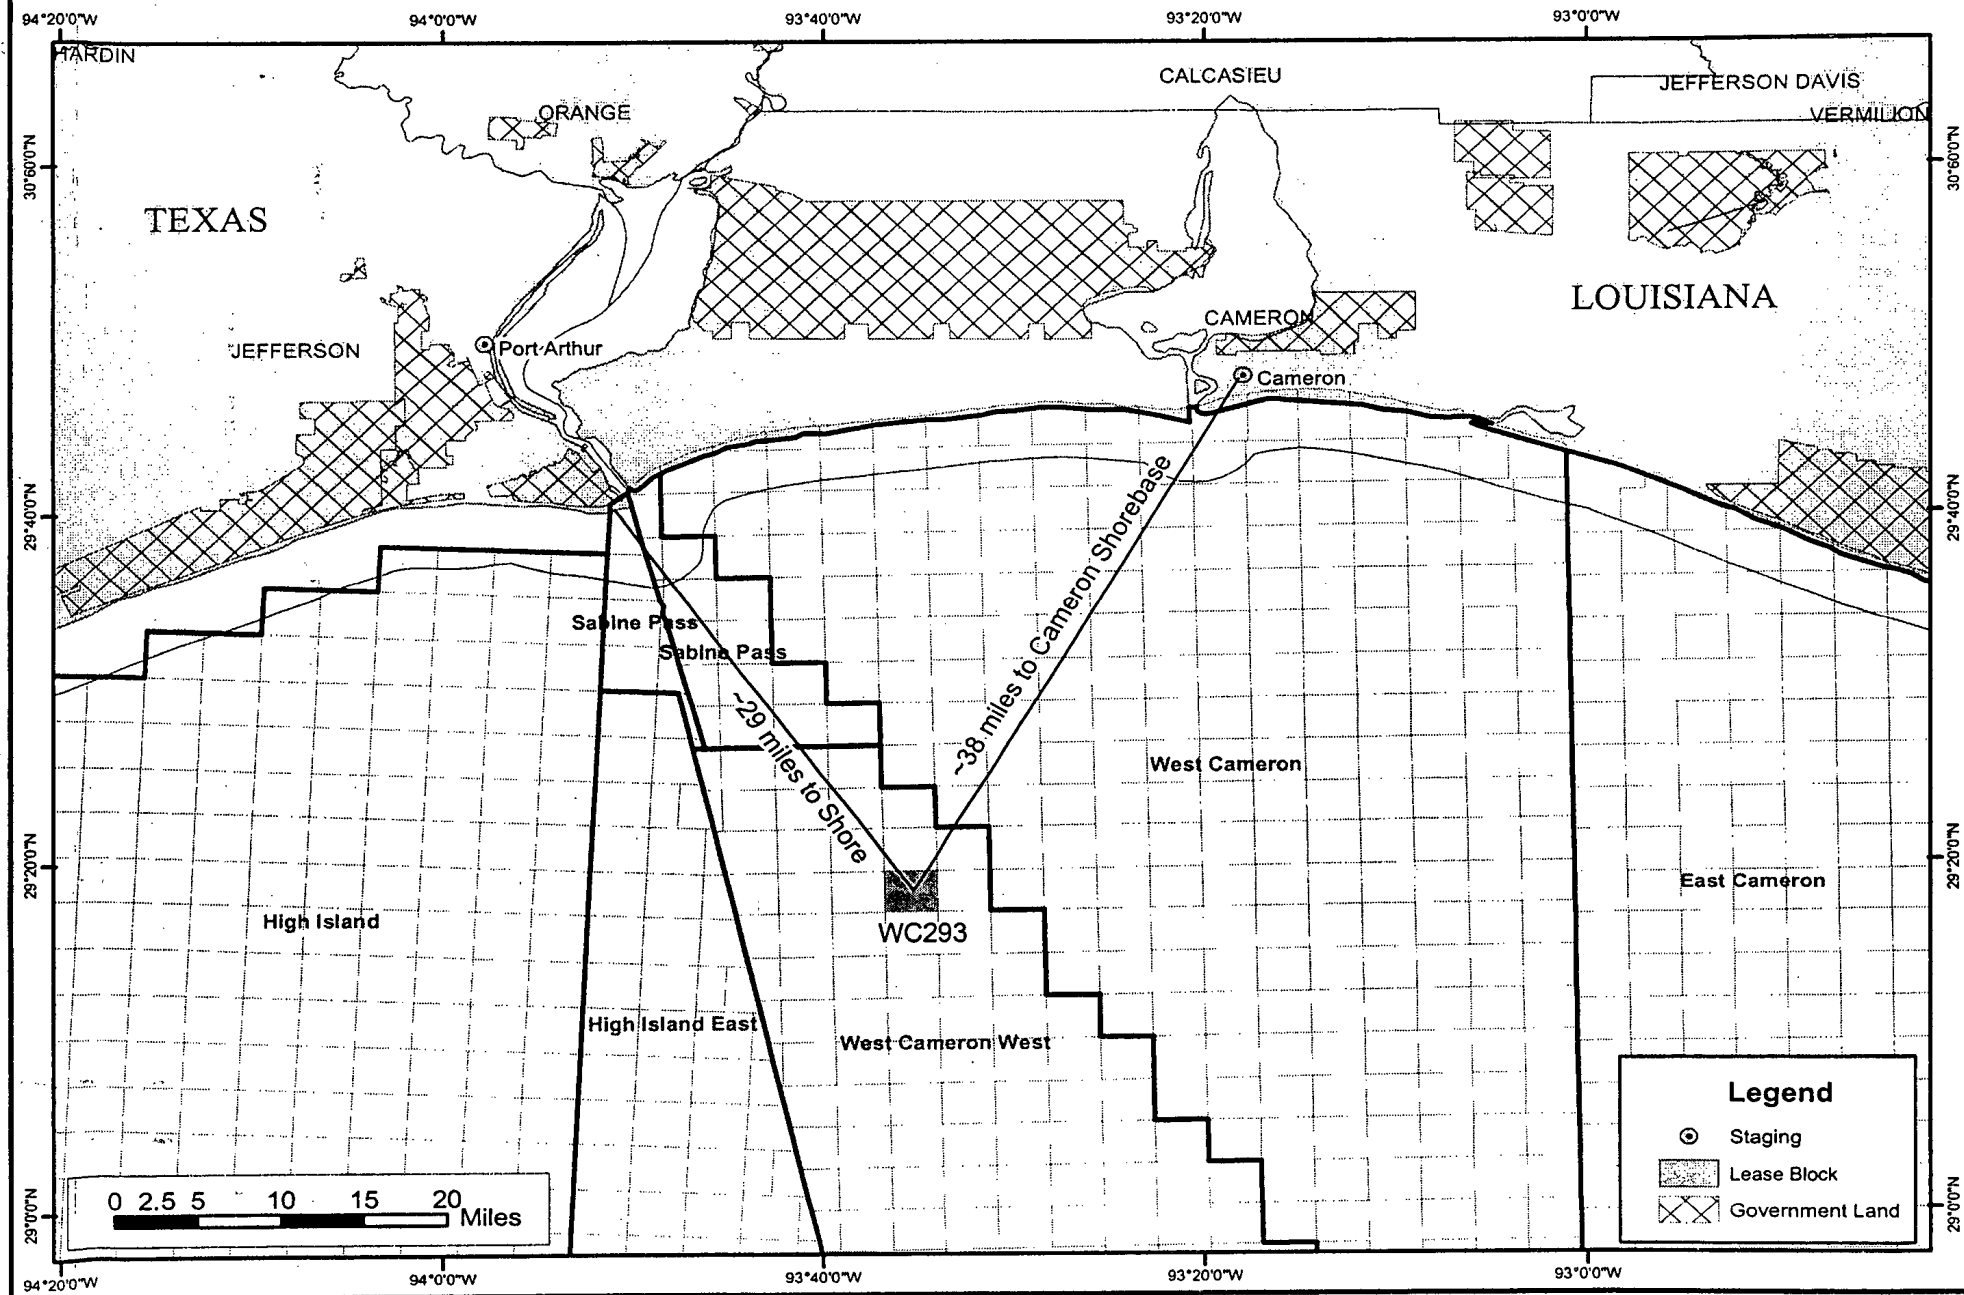 94°20'0"W
94°0'0"W
93°40'0"W
93°20'0"W
93°0'0"W
HARDIN
CALCASIEU
JEFFERSON DAVIS
ORANGE
VERMILION
30°60'0"N
30°60'0"N
TEXAS
LOUISIANA
CAMERON
JEFFERSON
Port Arthur
Cameron
29°40'0"N
29°40'0"N
Sabine Pass
Sabine Pass
~29 miles to Shore
~38 miles to Cameron Shorebase
West Cameron
29°20'0"N
29°20'0"N
East Cameron
High Island
WC293
High Island East
West Cameron West
Legend
Staging
Lease Block
Government Land
0 2.5 5 10 15 20
Miles
29°0'0"N
29°0'0"N
94°20'0"W
94°0'0"W
93°40'0"W
93°20'0"W
93°0'0"W